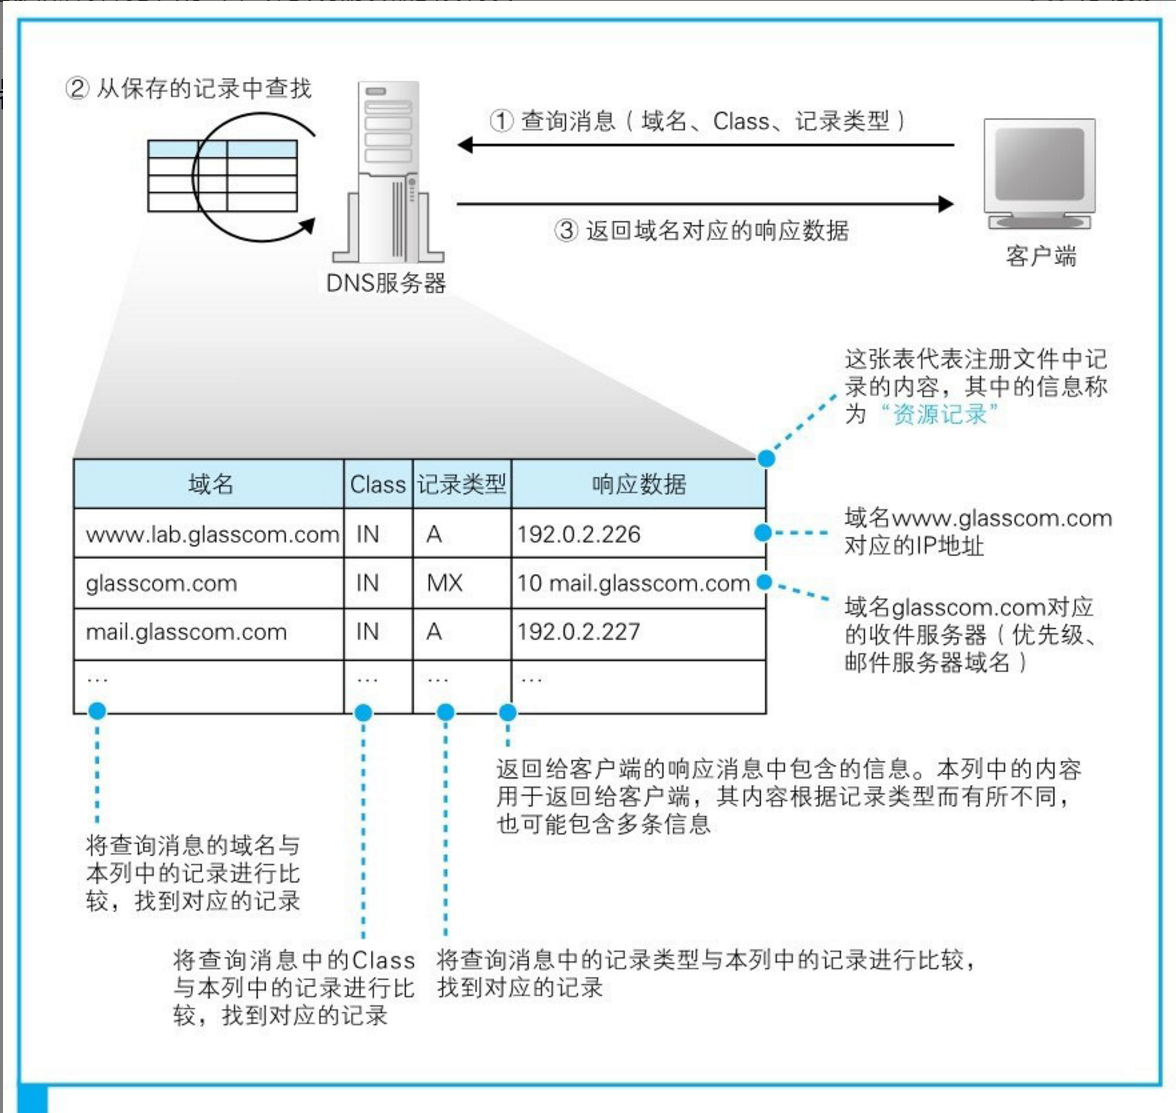 ② 从保存的记录中查找
① 查询消息（域名、Class、记录类型）
③ 返回域名对应的响应数据
DNS服务器
客户端
这张表代表注册文件中记
录的内容，其中的信息称
为“资源记录”
域名 Class 记录类型 响应数据
www.lab.glasscom.com IN A 192.0.2.226
glasscom.com IN MX 10 mail.glasscom.com
mail.glasscom.com IN A 192.0.2.227
… … … …
域名www.glasscom.com
对应的IP地址
域名glasscom.com对应
的收件服务器（优先级、
邮件服务器域名）
返回给客户端的响应消息中包含的信息。本列中的内容
用于返回给客户端，其内容根据记录类型而有所不同，
也可能包含多条信息
将查询消息的域名与
本列中的记录进行比
较，找到对应的记录
将查询消息中的Class
与本列中的记录进行比
较，找到对应的记录
将查询消息中的记录类型与本列中的记录进行比较，
找到对应的记录